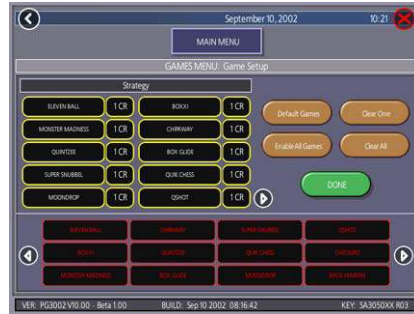 September 10, 2002 10:21
MAIN MENU
GAMES MENU: Game Setup
Strategy
ELEVEN BALL 1 CR BOXXI 1 CR
MONSTER MADNESS 1 CR CHIPAWAY 1 CR
QUINTZEE 1 CR BOX GLIDE 1 CR
SUPER SNUBBEL 1 CR QUIK CHESS 1 CR
MOONDROP 1 CR QSHOT 1 CR
Default Games Clear One
Enable All Games Clear All
DONE
ELEVEN BALL CHIPAWAY SUPER SNUBBEL QSHOT
BOXXI QUINTZEE QUIK CHESS CHECKERZ
MONSTER MADNESS BOX GLIDE MOONDROP
VER: PG3002 V10.00 - Beta 1.00 BUILD: Sep 10 2002 08:16:42 KEY: SA3050XX R03